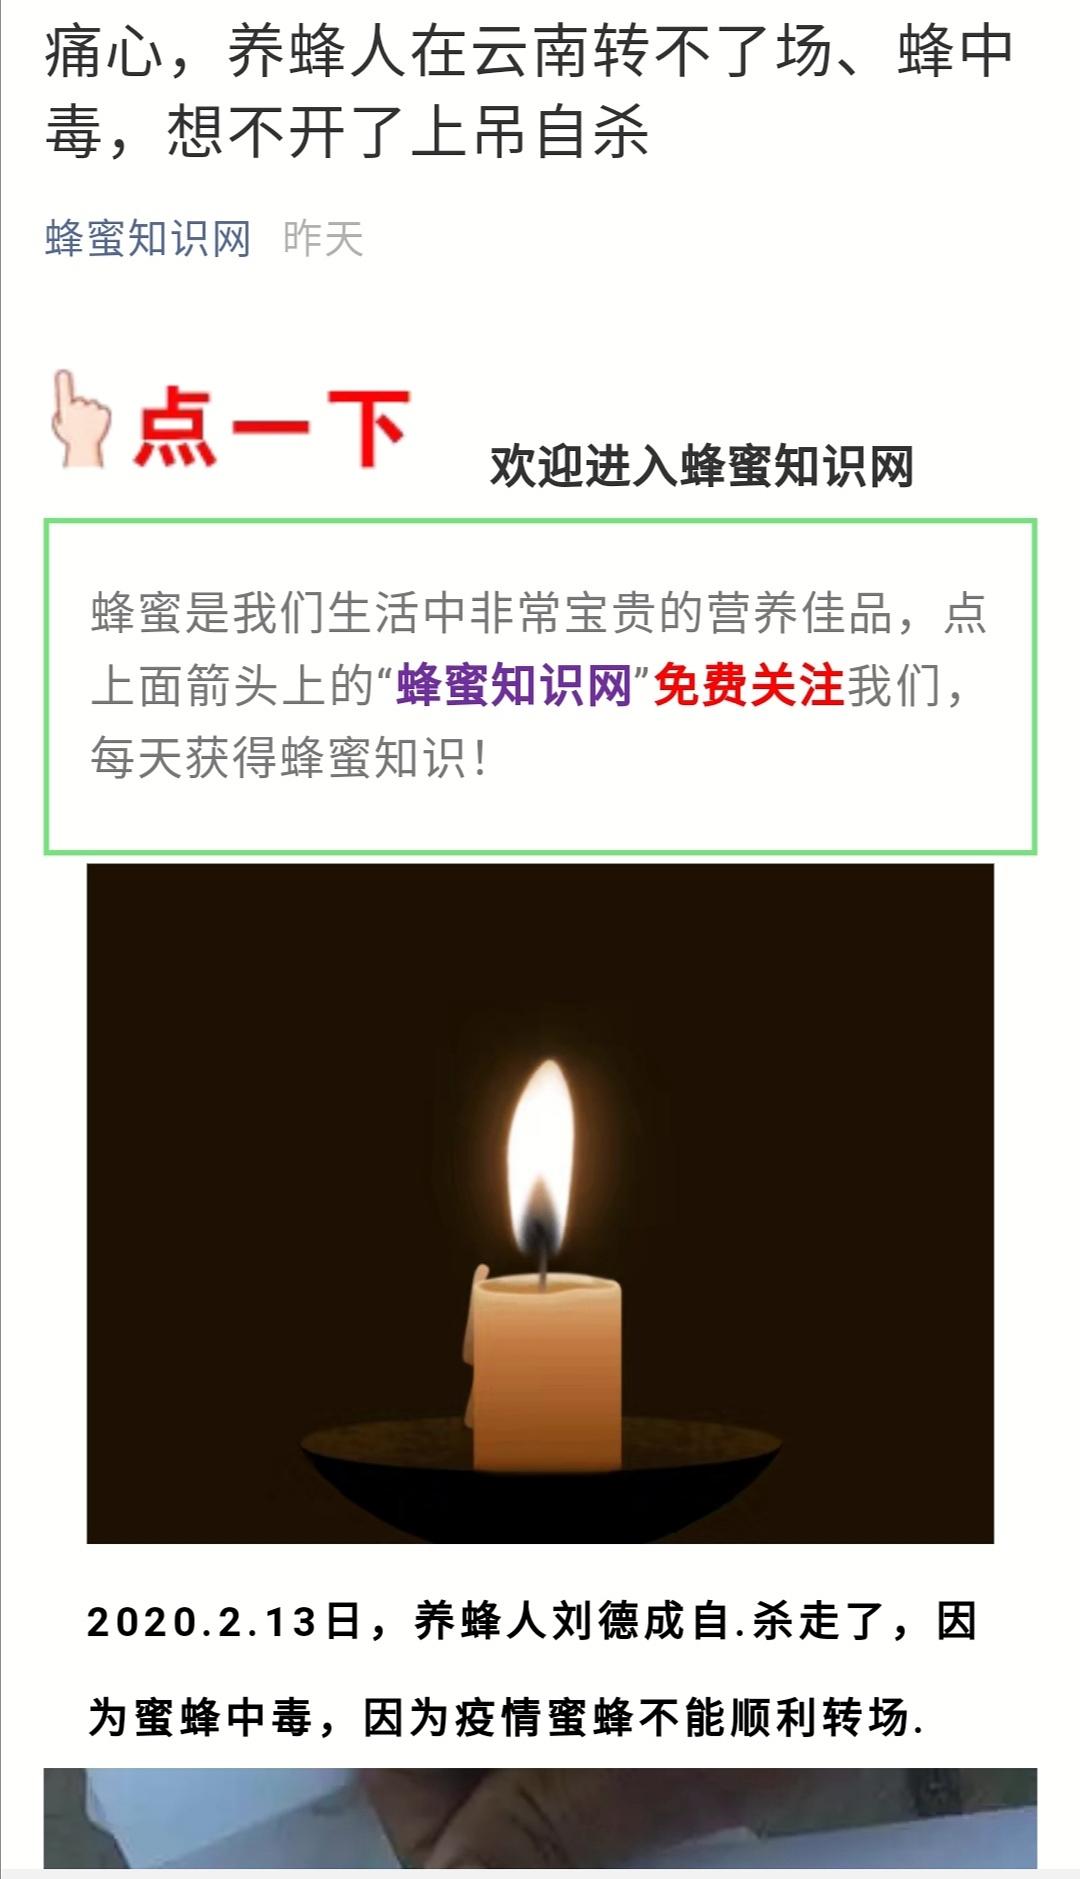 痛心，养蜂人在云南转不了场、蜂中
毒，想不开了上吊自杀
蜂蜜知识网 昨天
点一下
欢迎进入蜂蜜知识网
蜂蜜是我们生活中非常宝贵的营养佳品，点
上面箭头上的“蜂蜜知识网”免费关注我们，
每天获得蜂蜜知识！
2020.2.13日，养蜂人刘德成自.杀走了，因
为蜜蜂中毒，因为疫情蜜蜂不能顺利转场.